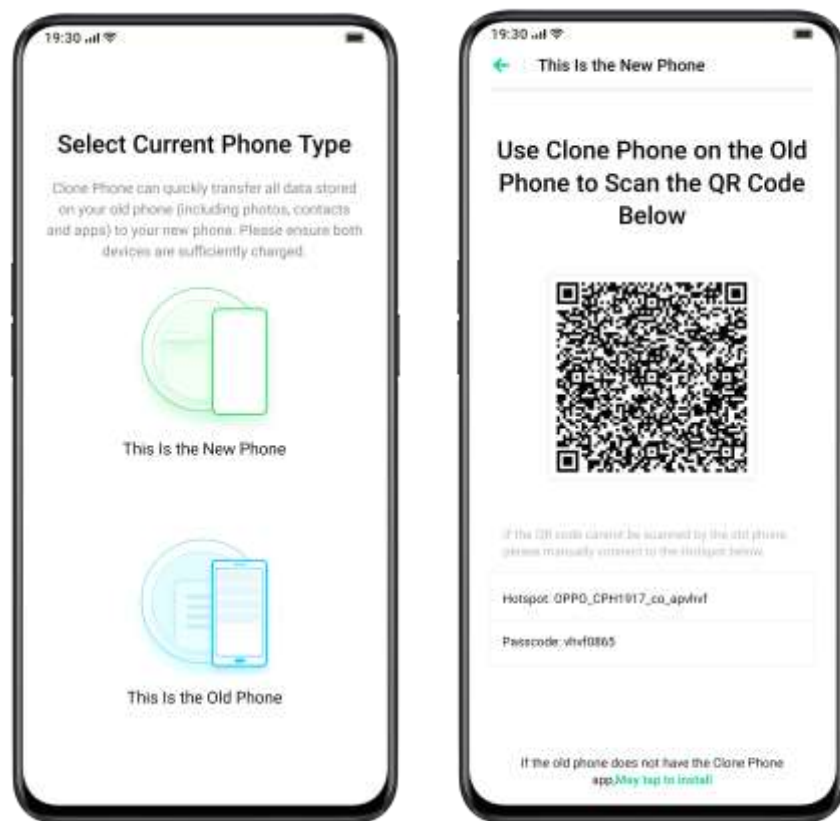 19:30
Select Current Phone Type
Clone Phone can quickly transfer all data stored
on your old phone (including photos, contacts
and apps) to your new phone. Please ensure both
devices are sufficiently charged.
This Is the New Phone
This Is the Old Phone
19:30
This Is the New Phone
Use Clone Phone on the Old
Phone to Scan the QR Code
Below
If the QR code cannot be scanned by the old phone
please manually connect to the Hotspot below.
Hotspot: OPPO_CPH1917_co_apvhvf
Passcode: vhvf0865
If the old phone does not have the Clone Phone
app,May tap to install